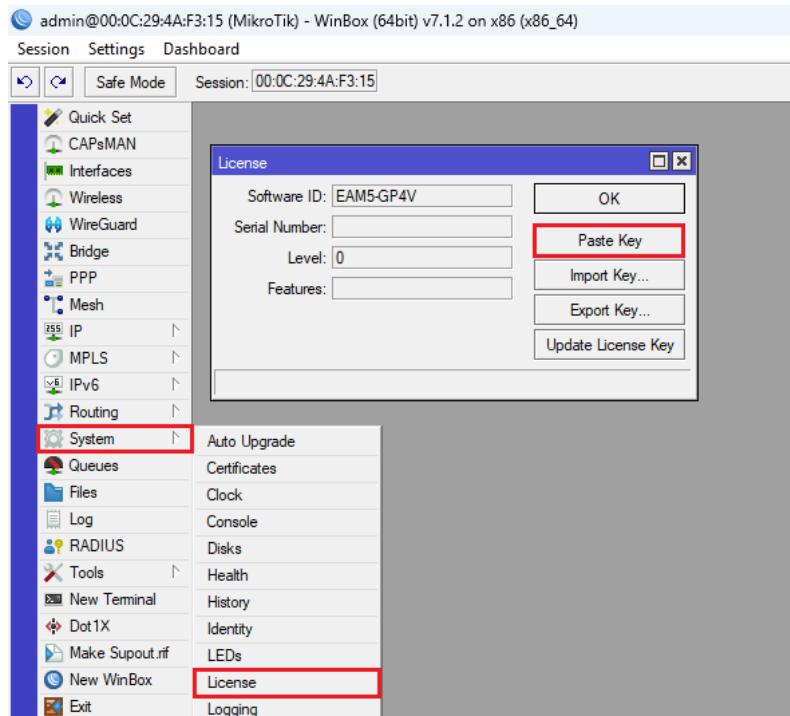 admin@00:0C:29:4A:F3:15 (MikroTik) - WinBox (64bit) v7.1.2 on x86 (x86_64)
Session Settings Dashboard
Safe Mode Session: 00:0C:29:4A:F3:15
Quick Set
CAPsMAN
Interfaces
Wireless
WireGuard
Bridge
PPP
Mesh
255 IP
MPLS
v6 IPv6
Routing
System
Queues
Files
Log
RADIUS
Tools
New Terminal
Dot1X
Make Supout.rif
New WinBox
Exit
License
Software ID: EAM5-GP4V
Serial Number:
Level: 0
Features:
OK
Paste Key
Import Key...
Export Key...
Update License Key
Auto Upgrade
Certificates
Clock
Console
Disks
Health
History
Identity
LEDs
License
Logging